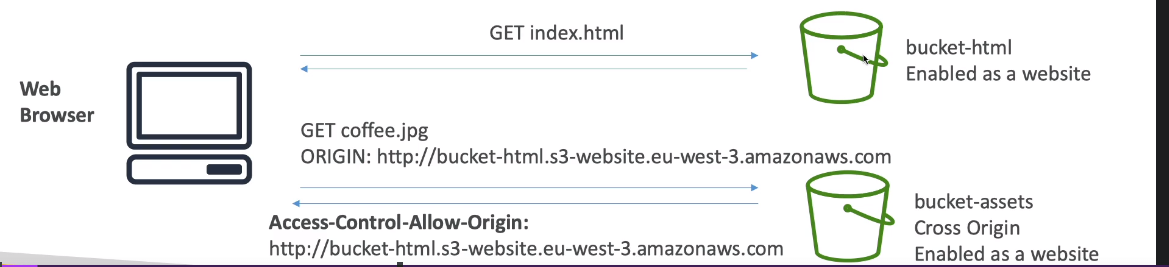 GET index.html
bucket-html
Enabled as a website
Web
Browser
GET coffee.jpg
ORIGIN: http://bucket-html.s3-website.eu-west-3.amazonaws.com
bucket-assets
Cross Origin
Enabled as a website
Access-Control-Allow-Origin:
http://bucket-html.s3-website.eu-west-3.amazonaws.com